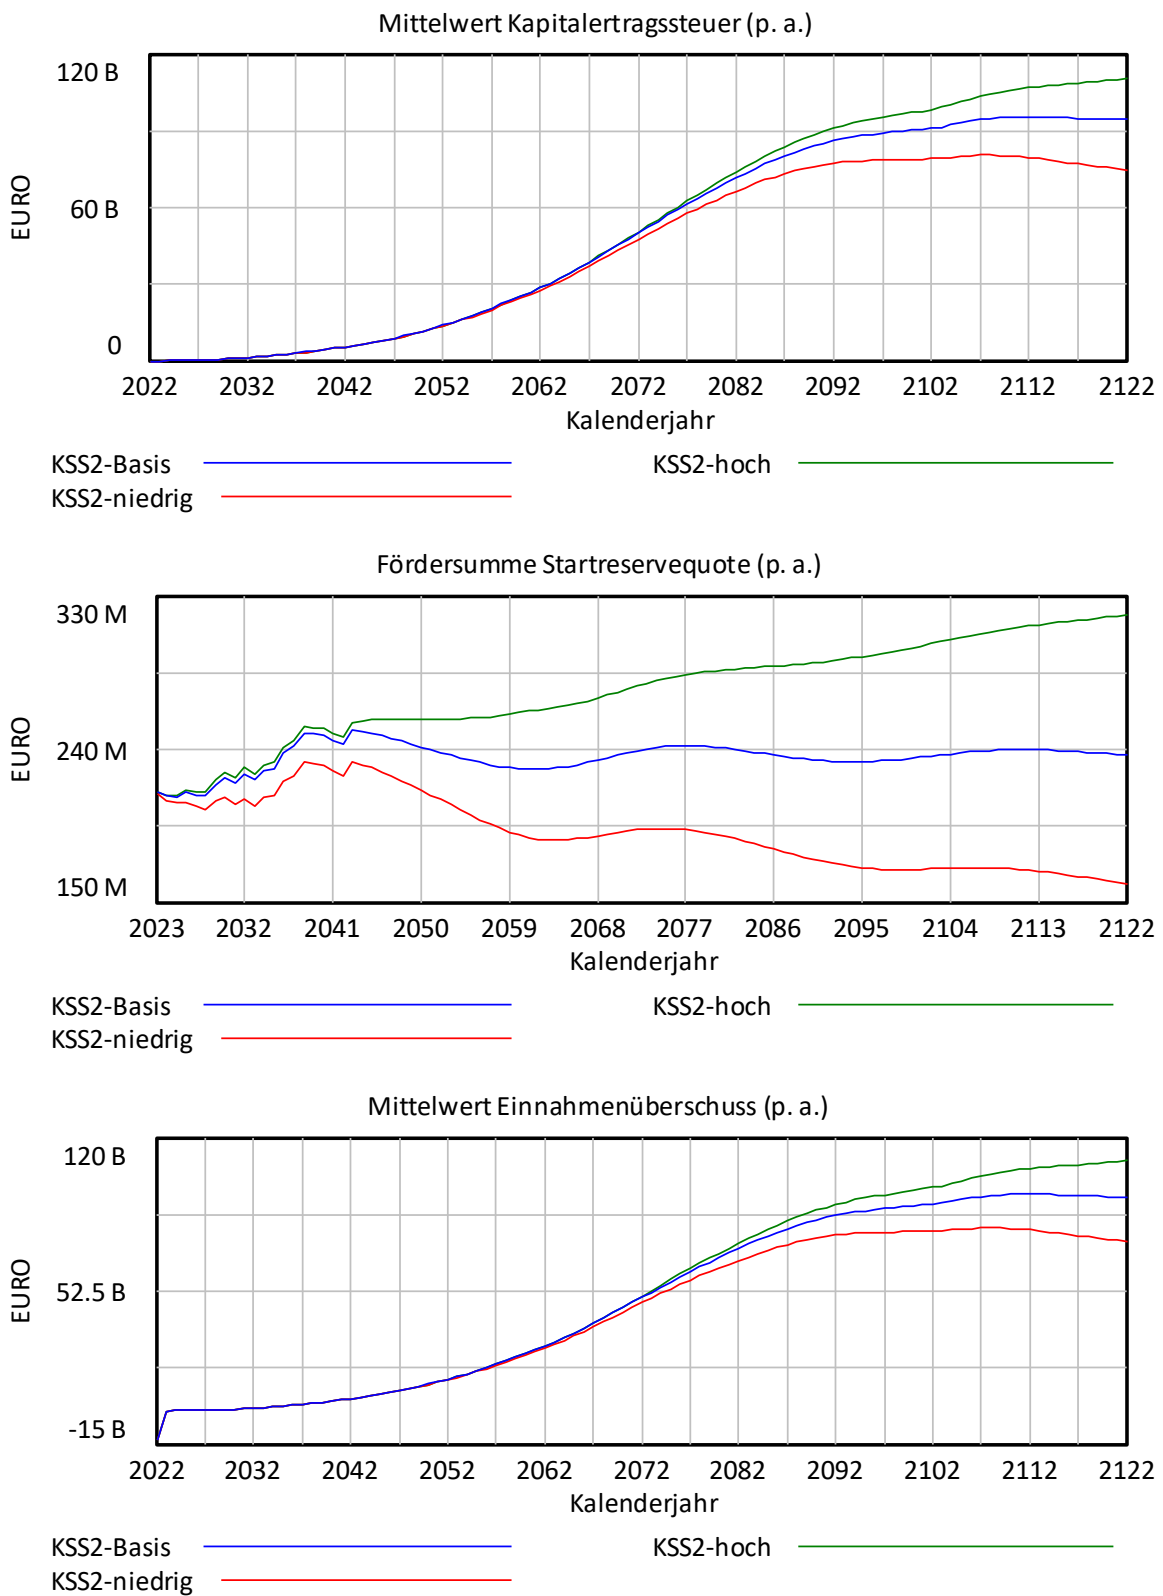 Mittelwert Kapitalertragssteuer (p. a.)
120 B
60 B
0
EURO
2022 2032 2042 2052 2062 2072 2082 2092 2102 2112 2122
Kalenderjahr
KSS2-Basis KSS2-hoch
KSS2-niedrig
Fördersumme Startreservequote (p. a.)
330 M
240 M
150 M
EURO
2023 2032 2041 2050 2059 2068 2077 2086 2095 2104 2113 2122
Kalenderjahr
KSS2-Basis KSS2-hoch
KSS2-niedrig
Mittelwert Einnahmenüberschuss (p. a.)
120 B
52.5 B
-15 B
EURO
2022 2032 2042 2052 2062 2072 2082 2092 2102 2112 2122
Kalenderjahr
KSS2-Basis KSS2-hoch
KSS2-niedrig